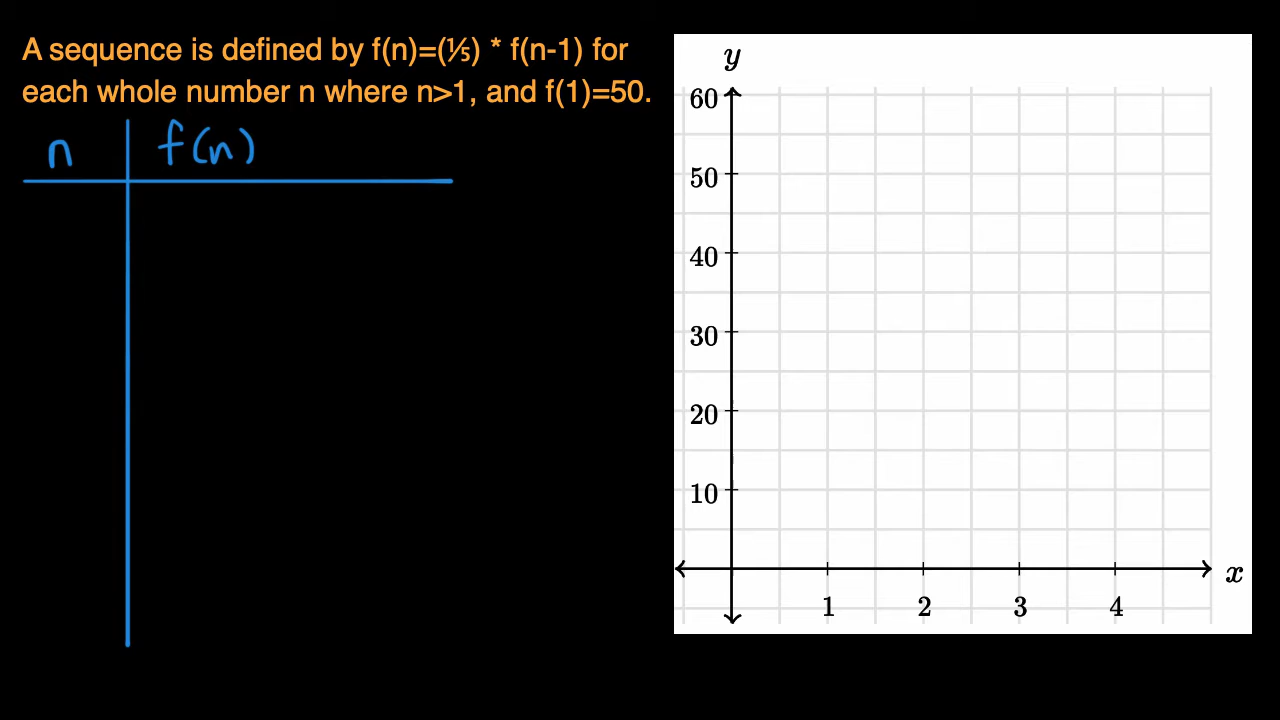 A sequence is defined by f(n)=(⅕) * f(n-1) for
each whole number n where n>1, and f(1)=50.
n f(n)
y
60
50
40
30
20
10
x
1 2 3 4